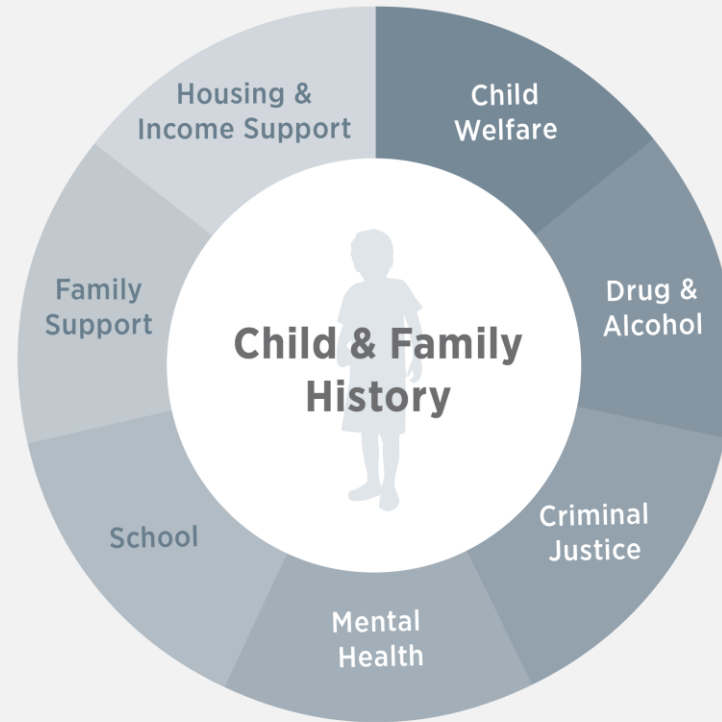 Housing &
Income Support
Child
Welfare
Family
Support
Drug &
Alcohol
Child & Family
History
School
Criminal
Justice
Mental
Health